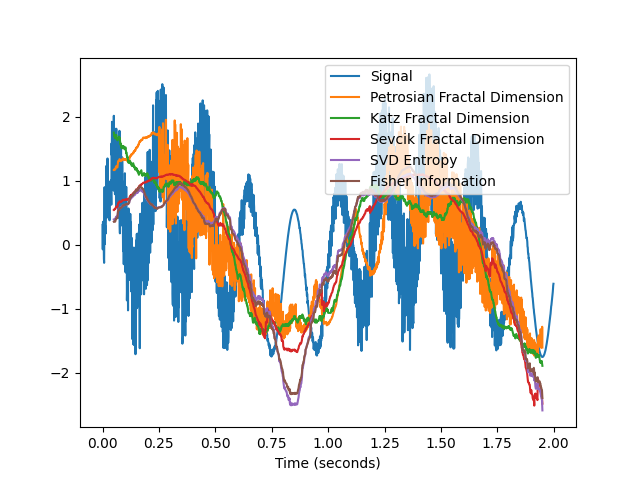 Signal
Petrosian Fractal Dimension
Katz Fractal Dimension
Sevcik Fractal Dimension
SVD Entropy
Fisher Information
2
1
0
−1
−2
0.00 0.25 0.50 0.75 1.00 1.25 1.50 1.75 2.00
Time (seconds)